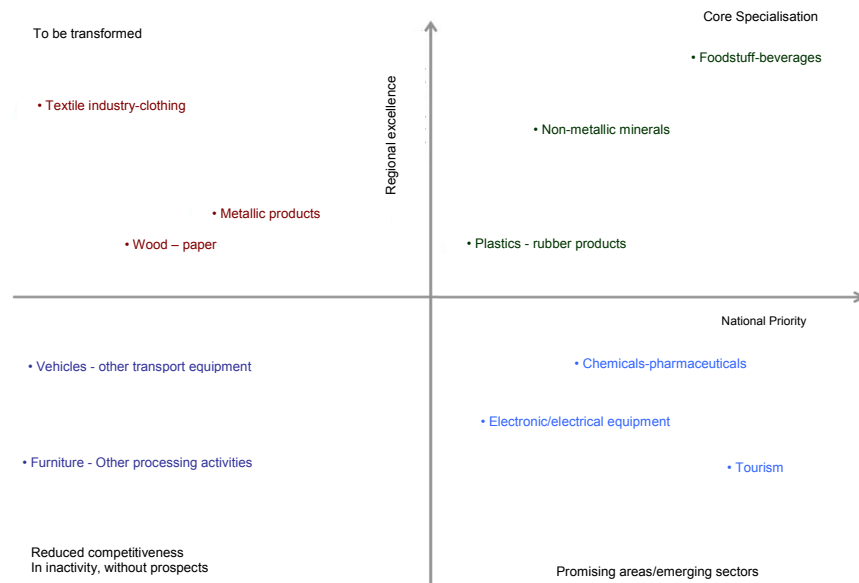 To be transformed
Core Specialisation
Regional excellence
• Foodstuff-beverages
• Textile industry-clothing
• Non-metallic minerals
• Metallic products
• Wood – paper
• Plastics - rubber products
National Priority
• Vehicles - other transport equipment
• Chemicals-pharmaceuticals
• Electronic/electrical equipment
• Furniture - Other processing activities
• Tourism
Reduced competitiveness
In inactivity, without prospects
Promising areas/emerging sectors